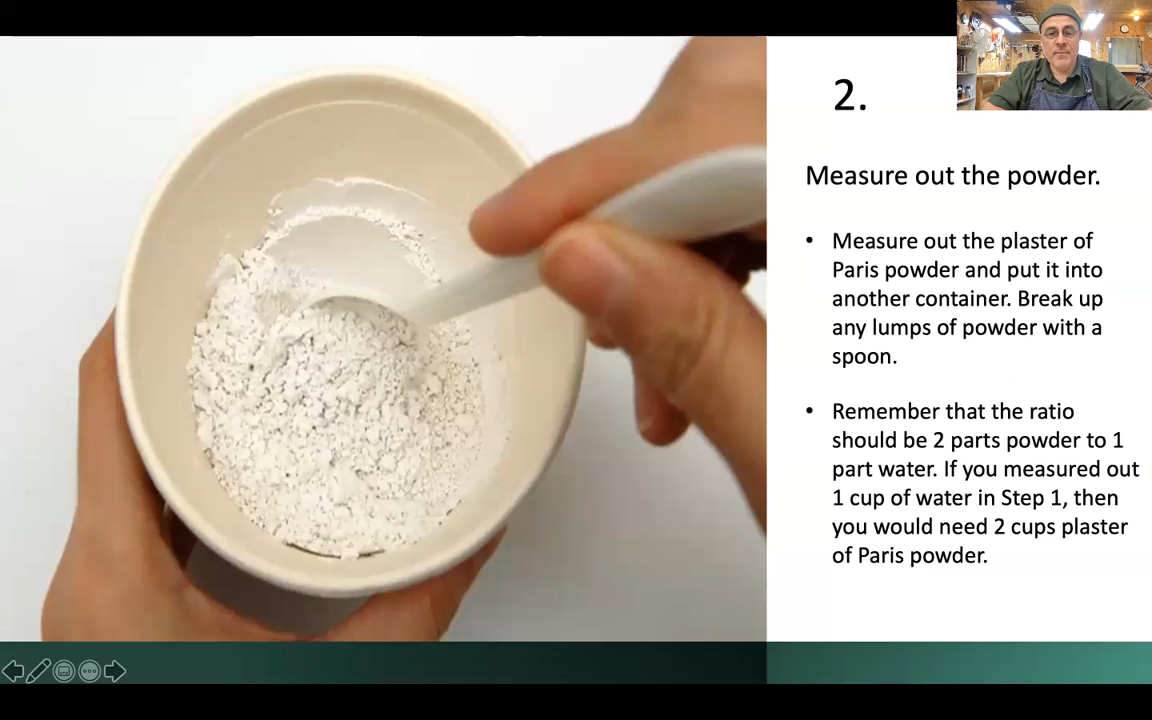 2.
Measure out the powder.
• Measure out the plaster of
Paris powder and put it into
another container. Break up
any lumps of powder with a
spoon.
• Remember that the ratio
should be 2 parts powder to 1
part water. If you measured out
1 cup of water in Step 1, then
you would need 2 cups plaster
of Paris powder.